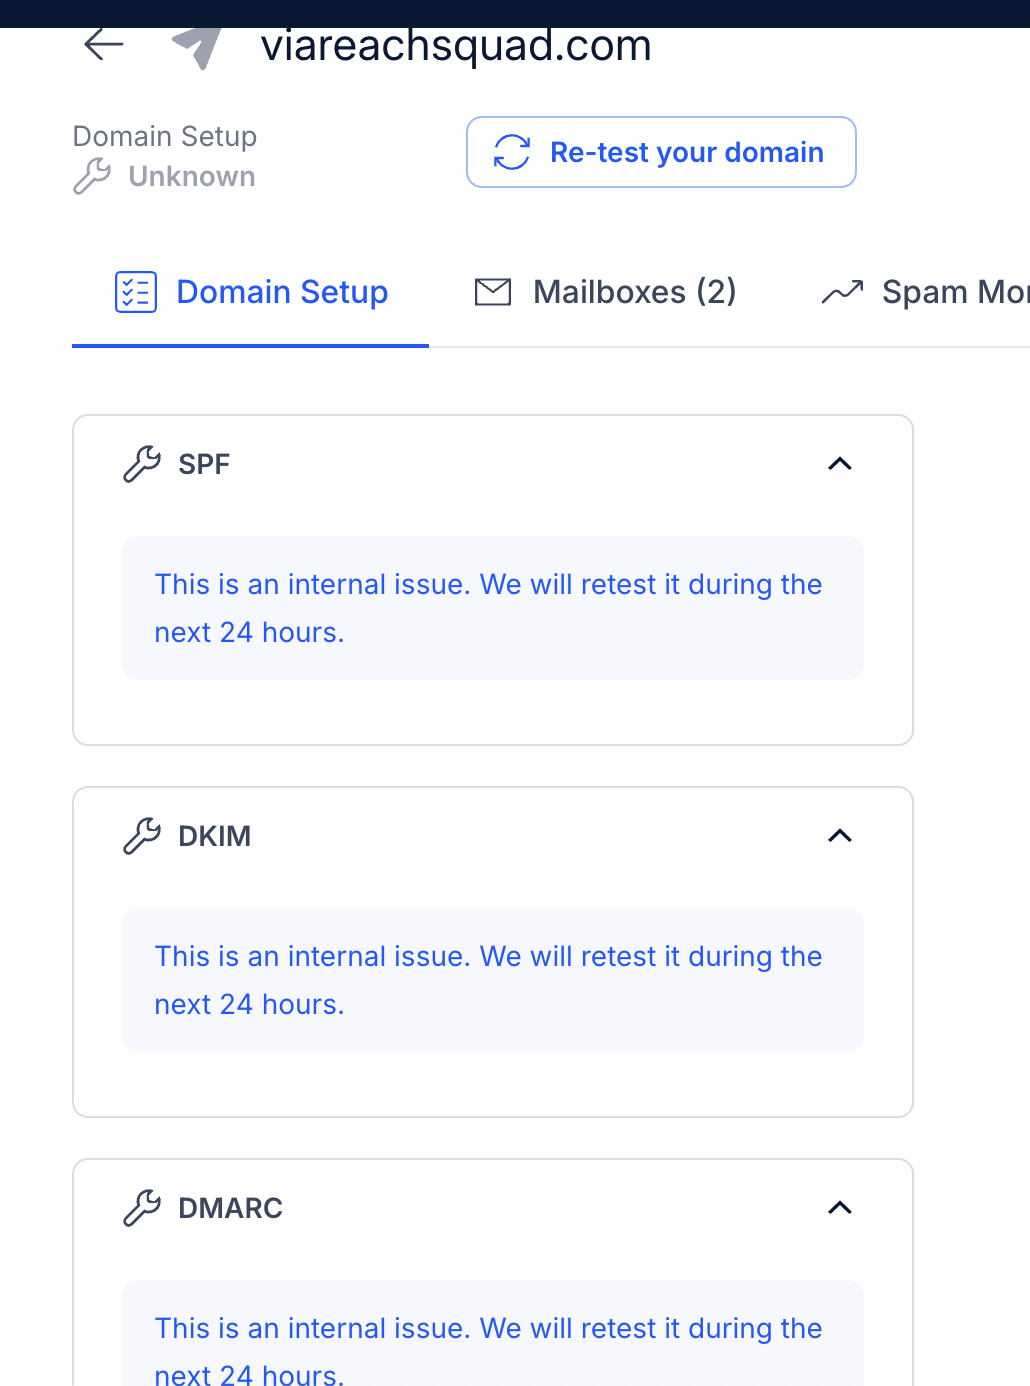 viareachsquad.com
Domain Setup
Unknown
Re-test your domain
Domain Setup
Mailboxes (2)
Spam
SPF
This is an internal issue. We will retest it during the
next 24 hours.
DKIM
This is an internal issue. We will retest it during the
next 24 hours.
DMARC
This is an internal issue. We will retest it during the
next 24 hours.